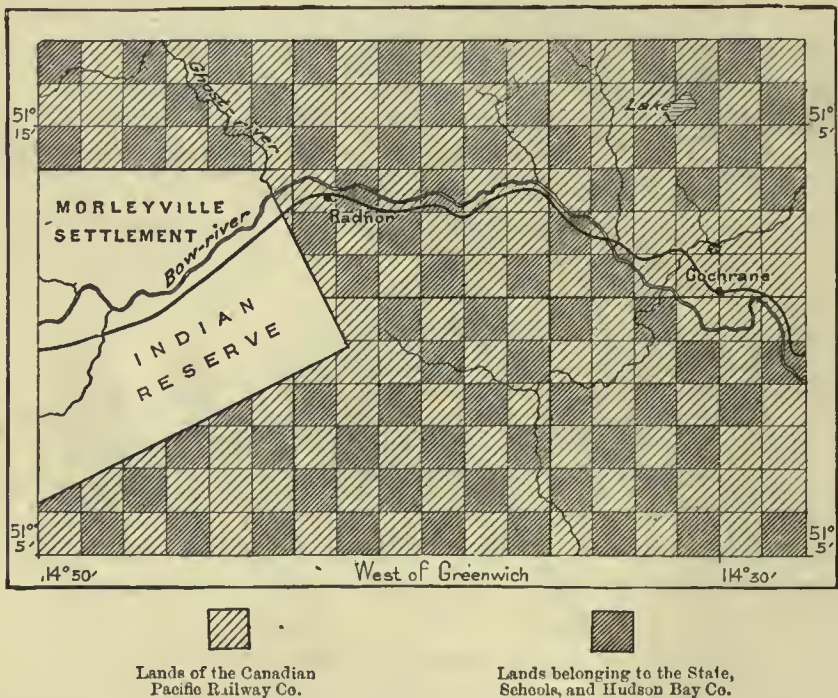 Ghost-river
51°
15′
51°
5′
Lake
MORLEYVILLE
SETTLEMENT
Bow-river
Radnor
Cochrane
INDIAN
RESERVE
51°
5′
51°
5′
114°50′
West of Greenwich
114°30′
Lands of the Canadian
Pacific Railway Co.
Lands belonging to the State,
Schools, and Hudson Bay Co.